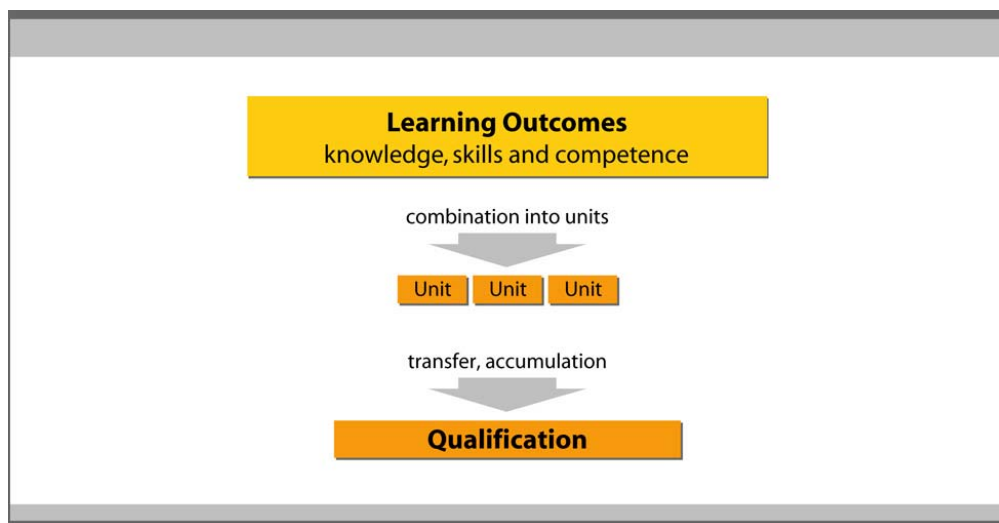 Learning Outcomes
knowledge, skills and competence
combination into units
Unit Unit Unit
transfer, accumulation
Qualification